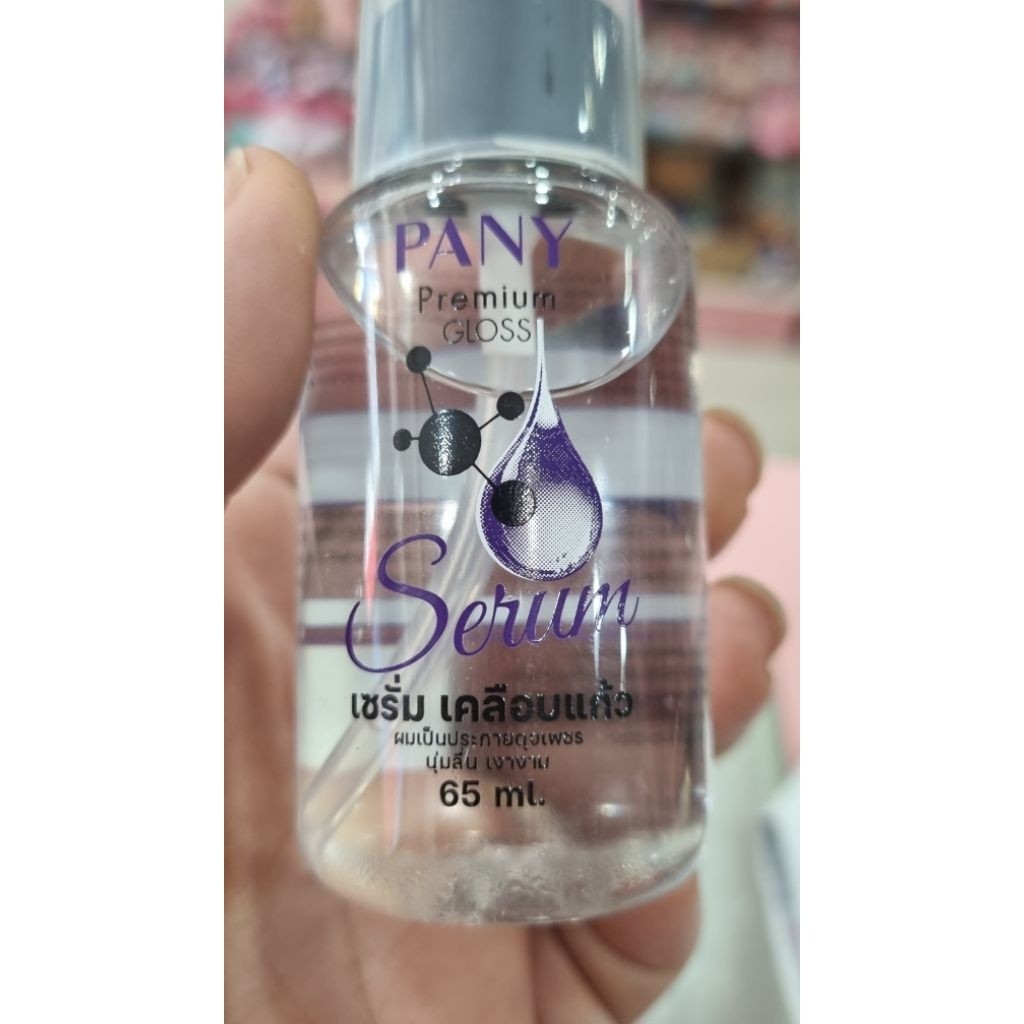 PANY
Premium
GLOSS
Serum
เซรั่ม เคลือบแก้ว
ผมเป็นประกายดุจเพชร
นุ่มลื่น เงางาม
65 ml.